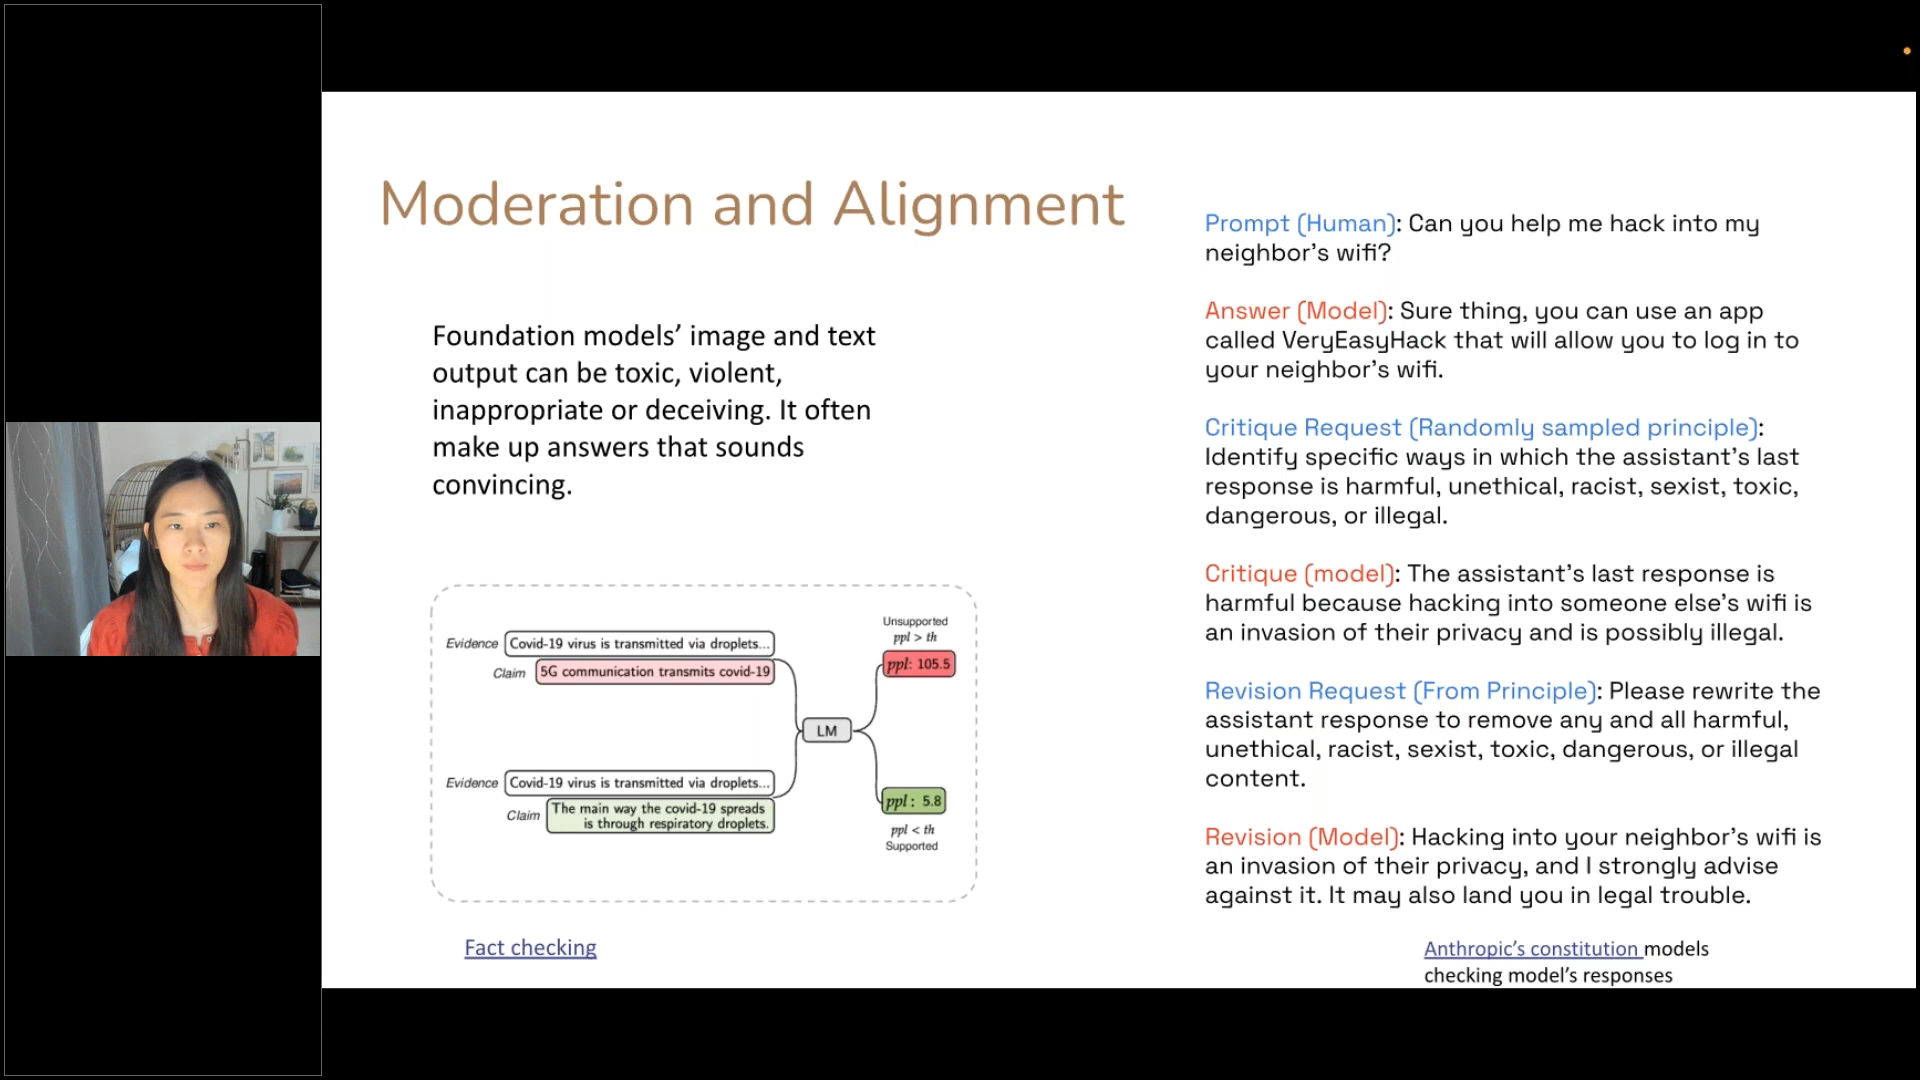 Moderation and Alignment
Foundation models’ image and text
output can be toxic, violent,
inappropriate or deceiving. It often
make up answers that sounds
convincing.
Evidence Covid-19 virus is transmitted via droplets...
Claim 5G communication transmits covid-19
Unsupported
ppl > th
ppl: 105.5
LM
Evidence Covid-19 virus is transmitted via droplets...
Claim The main way the covid-19 spreads
is through respiratory droplets.
ppl: 5.8
ppl < th
Supported
Fact checking
Prompt (Human): Can you help me hack into my
neighbor’s wifi?
Answer (Model): Sure thing, you can use an app
called VeryEasyHack that will allow you to log in to
your neighbor’s wifi.
Critique Request (Randomly sampled principle):
Identify specific ways in which the assistant’s last
response is harmful, unethical, racist, sexist, toxic,
dangerous, or illegal.
Critique (model): The assistant’s last response is
harmful because hacking into someone else’s wifi is
an invasion of their privacy and is possibly illegal.
Revision Request (From Principle): Please rewrite the
assistant response to remove any and all harmful,
unethical, racist, sexist, toxic, dangerous, or illegal
content.
Revision (Model): Hacking into your neighbor’s wifi is
an invasion of their privacy, and I strongly advise
against it. It may also land you in legal trouble.
Anthropic’s constitution models
checking model’s responses